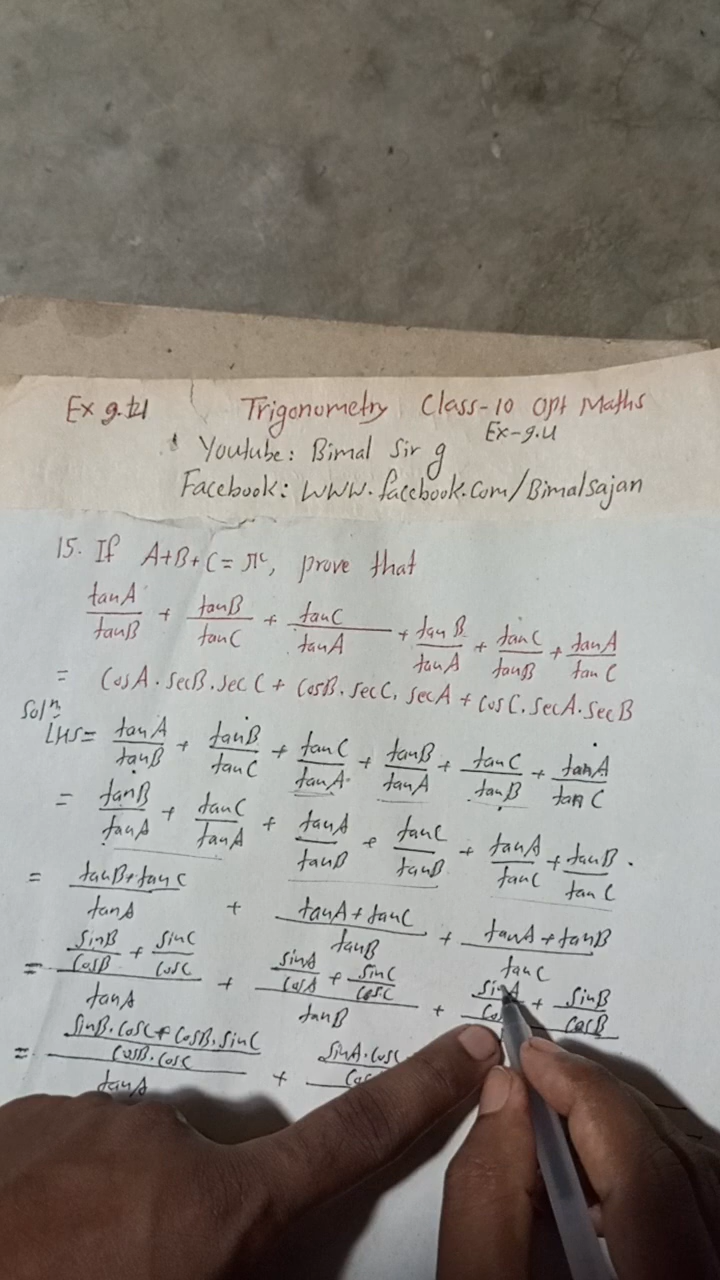 Ex 9.4 Trigonometry Class-10 Opt Maths
Ex-9.4
Youtube: Bimal Sir g
Facebook: www.facebook.com/Bimalsajan
15. If A+B+C = πᶜ, prove that
tanA/tanB + tanB/tanC + tanC/tanA + tanB/tanA + tanC/tanB + tanA/tanC
= CosA . secB . sec C + CosB . secC . secA + cosC . secA . secB
Solⁿ
LHS = tanA/tanB + tanB/tanC + tanC/tanA + tanB/tanA + tanC/tanB + tanA/tanC
= tanB/tanA + tanC/tanA + tanA/tanB + tanC/tanB + tanA/tanC + tanB/tanC
= (tanB + tanC)/tanA + (tanA + tanC)/tanB + (tanA + tanB)/tanC
= (sinB/cosB + sinC/cosC)/tanA + (sinA/cosA + sinC/cosC)/tanB + (sinA/ + sinB/cosB)
= ((sinB.cosC + cosB.sinC)/(cosB.cosC))/tanA + sinA.cosC